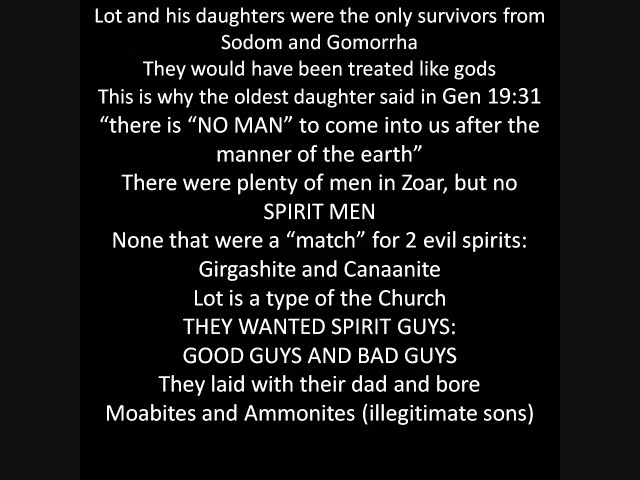 Lot and his daughters were the only survivors from
Sodom and Gomorrha
They would have been treated like gods
This is why the oldest daughter said in Gen 19:31
“there is “NO MAN” to come into us after the
manner of the earth”
There were plenty of men in Zoar, but no
SPIRIT MEN
None that were a “match” for 2 evil spirits:
Girgashite and Canaanite
Lot is a type of the Church
THEY WANTED SPIRIT GUYS:
GOOD GUYS AND BAD GUYS
They laid with their dad and bore
Moabites and Ammonites (illegitimate sons)